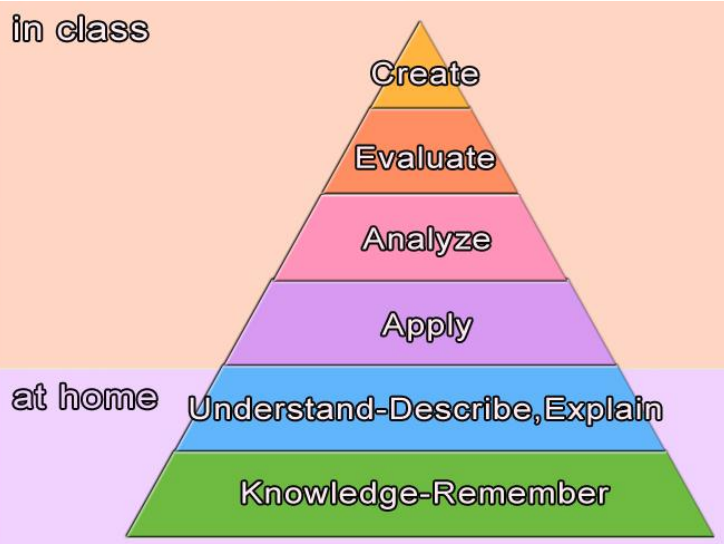 in class
Create
Evaluate
Analyze
Apply
at home
Understand-Describe,Explain
Knowledge-Remember